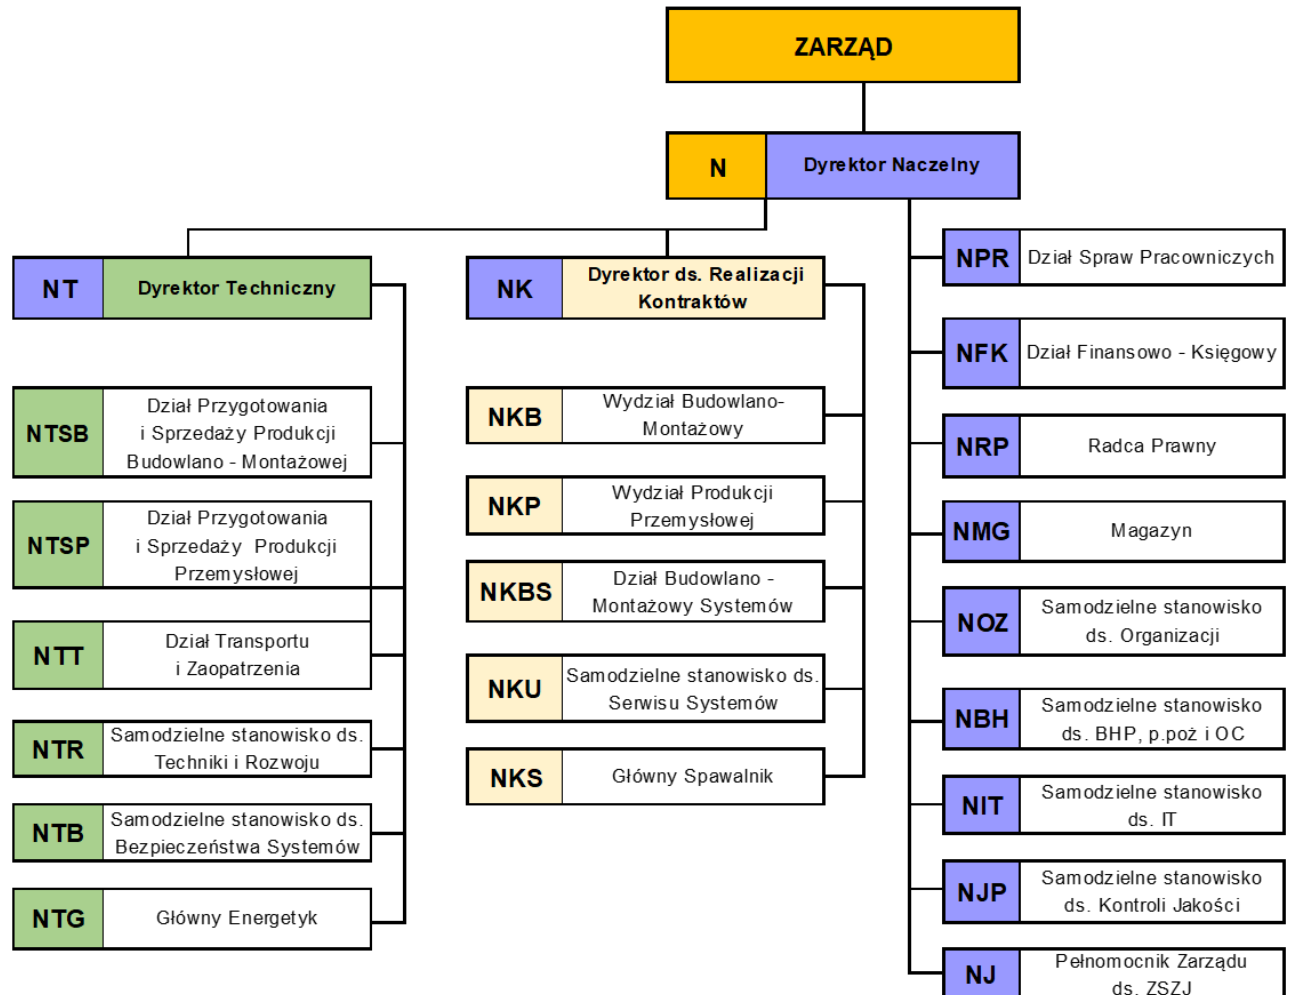 ZARZĄD
N
Dyrektor Naczelny
NT
Dyrektor Techniczny
NTSB
Dział Przygotowania
i Sprzedaży Produkcji
Budowlano - Montażowej
NTSP
Dział Przygotowania
i Sprzedaży Produkcji
Przemysłowej
NTT
Dział Transportu
i Zaopatrzenia
NTR
Samodzielne stanowisko ds.
Techniki i Rozwoju
NTB
Samodzielne stanowisko ds.
Bezpieczeństwa Systemów
NTG
Główny Energetyk
NK
Dyrektor ds. Realizacji
Kontraktów
NKB
Wydział Budowlano-
Montażowy
NKP
Wydział Produkcji
Przemysłowej
NKBS
Dział Budowlano -
Montażowy Systemów
NKU
Samodzielne stanowisko ds.
Serwisu Systemów
NKS
Główny Spawalnik
NPR
Dział Spraw Pracowniczych
NFK
Dział Finansowo - Księgowy
NRP
Radca Prawny
NMG
Magazyn
NOZ
Samodzielne stanowisko
ds. Organizacji
NBH
Samodzielne stanowisko
ds. BHP, p.poż i OC
NIT
Samodzielne stanowisko
ds. IT
NJP
Samodzielne stanowisko
ds. Kontroli Jakości
NJ
Pełnomocnik Zarządu
ds. ZSZJ